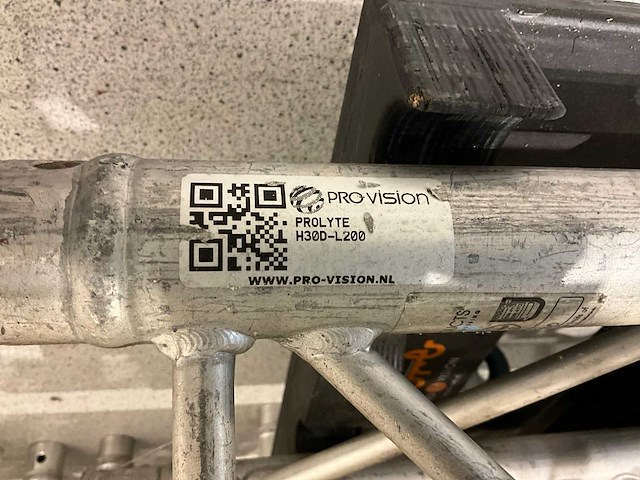 PRO VISION
PROLYTE
H30D-L200
WWW.PRO-VISION.NL